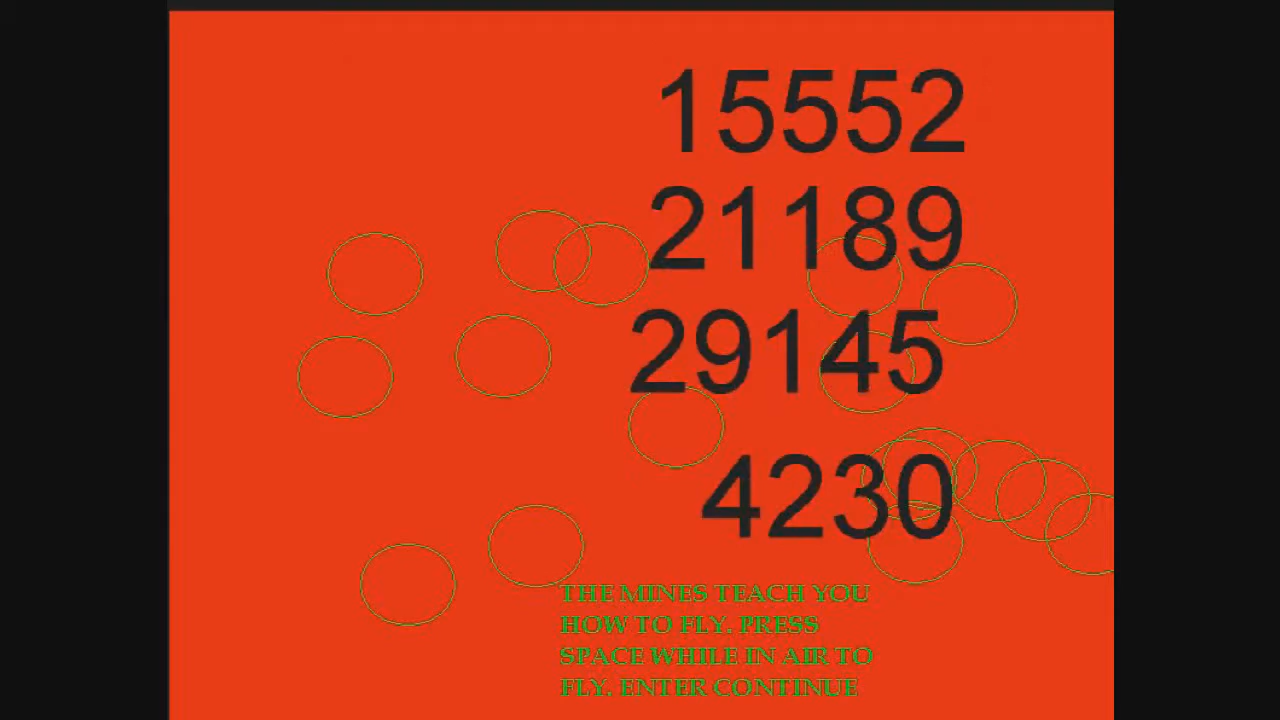 15552
21189
29145
4230
THE MINES TEACH YOU
HOW TO FLY. PRESS
SPACE WHILE IN AIR TO
FLY. ENTER CONTINUE